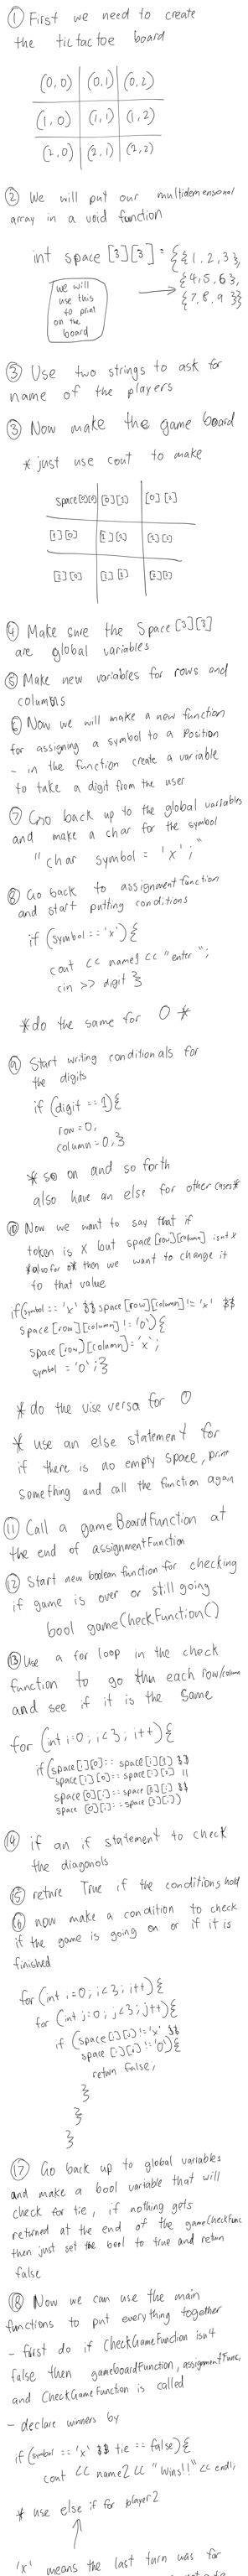 ① First we need to create
the tictactoe board
(0,0) (0,1) (0,2)
(1,0) (1,1) (1,2)
(2,0) (2,1) (2,2)
② We will put our multidemensional
array in a void function
int space [3][3] = {{1,2,3},
{4,5,6},
{7,8,9}}
we will
use this
to print
on the
board
③ Use two strings to ask for
name of the players
③ Now make the game board
* just use cout to make
space[0][0] [0][1] [0][2]
[1][0] [1][1] [1][2]
[2][0] [2][1] [2][2]
④ Make sure the Space [3][3]
are global variables
⑤ Make new variables for rows and
columns
⑥ Now we will make a new function
for assigning a symbol to a position
- in the function create a variable
to take a digit from the user
⑦ Go back up to the global variables
and make a char for the symbol
"char symbol = 'x';"
⑧ Go back to assignment function
and start putting conditions
if (symbol == 'x') {
cout << name1 << "enter";
cin >> digit }
* do the same for O *
⑨ Start writing conditionals for
the digits
if (digit == 1){
row = 0;
column = 0;}
* so on and so forth
also have an else for other cases*
⑩ Now we want to say that if
token is X but space[row][column] isnt X
*also for o* then we want to change it
to that value
if(symbol == 'x' && space[row][column] != 'x' &&
space[row][column] != '0'){
space[row][column] = 'x';
symbol = '0';}
* do the vise versa for O
* use an else statement for
if there is no empty space, print
something and call the function again
⑪ Call a gameBoardFunction at
the end of assignmentFunction
⑫ Start new boolean function for checking
if game is over or still going
bool gameCheckFunction()
⑬ Use a for loop in the check
function to go thru each row/column
and see if it is the same
for (int i=0; i<3; i++){
if(space[i][0] == space[i][1] &&
space[i][0] == space[i][2] ||
space[0][i] == space[1][i] &&
space[0][i] == space[2][i])
⑭ if an if statement to check
the diagonols
⑮ return True if the conditions hold
⑯ now make a condition to check
if the game is going on or if it is
finished
for (int i=0; i<3; i++){
for (int j=0; j<3; j++){
if (space[i][j] != 'x' &&
space[i][j] != '0'){
return false;
}
}
}
⑰ Go back up to global variables
and make a bool variable that will
check for tie, if nothing gets
returned at the end of the gameCheckFunc
then just set the bool to true and return
false
⑱ Now we can use the main
functions to put everything together
- first do if CheckGameFunction isn't
false then gameboardFunction, assignmentFunc,
and CheckGameFunction is called
- declare winners by
if (symbol == 'x' && tie == false){
cout << name2 << "wins!!" << endl;
* use else if for player2
'x' means the last turn was for